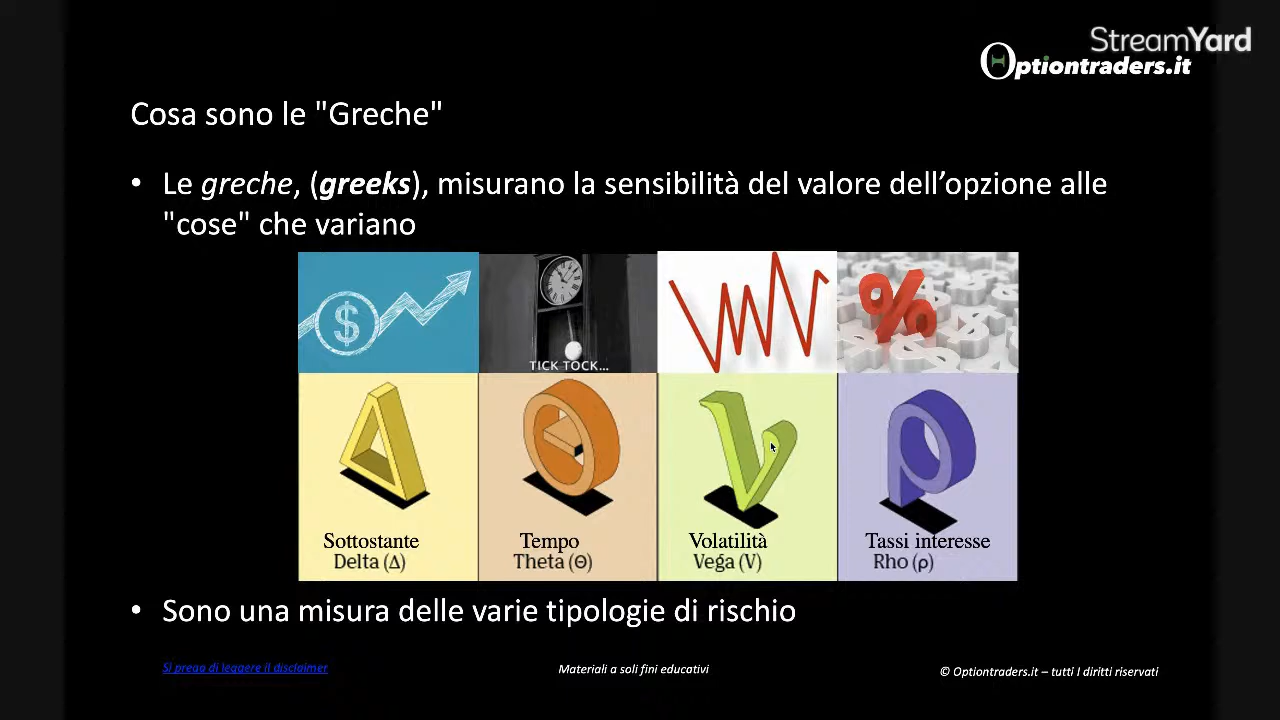 StreamYard
Optiontraders.it
Cosa sono le "Greche"
• Le greche, (greeks), misurano la sensibilità del valore dell’opzione alle
"cose" che variano
TICK TOCK...
Sottostante
Delta (Δ)
Tempo
Theta (Θ)
Volatilità
Vega (V)
Tassi interesse
Rho (ρ)
• Sono una misura delle varie tipologie di rischio
Si prega di leggere il disclaimer
Materiali a soli fini educativi
© Optiontraders.it – tutti I diritti riservati